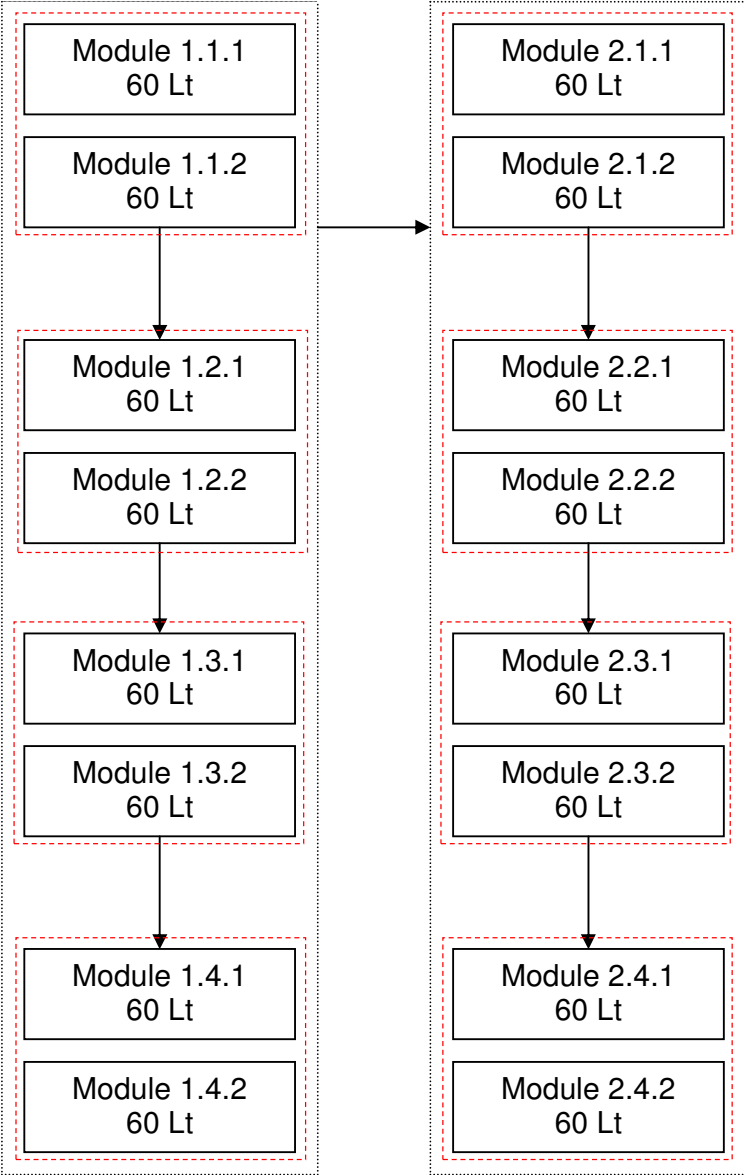 Module 1.1.1
60 Lt
Module 1.1.2
60 Lt
Module 1.2.1
60 Lt
Module 1.2.2
60 Lt
Module 1.3.1
60 Lt
Module 1.3.2
60 Lt
Module 1.4.1
60 Lt
Module 1.4.2
60 Lt
Module 2.1.1
60 Lt
Module 2.1.2
60 Lt
Module 2.2.1
60 Lt
Module 2.2.2
60 Lt
Module 2.3.1
60 Lt
Module 2.3.2
60 Lt
Module 2.4.1
60 Lt
Module 2.4.2
60 Lt